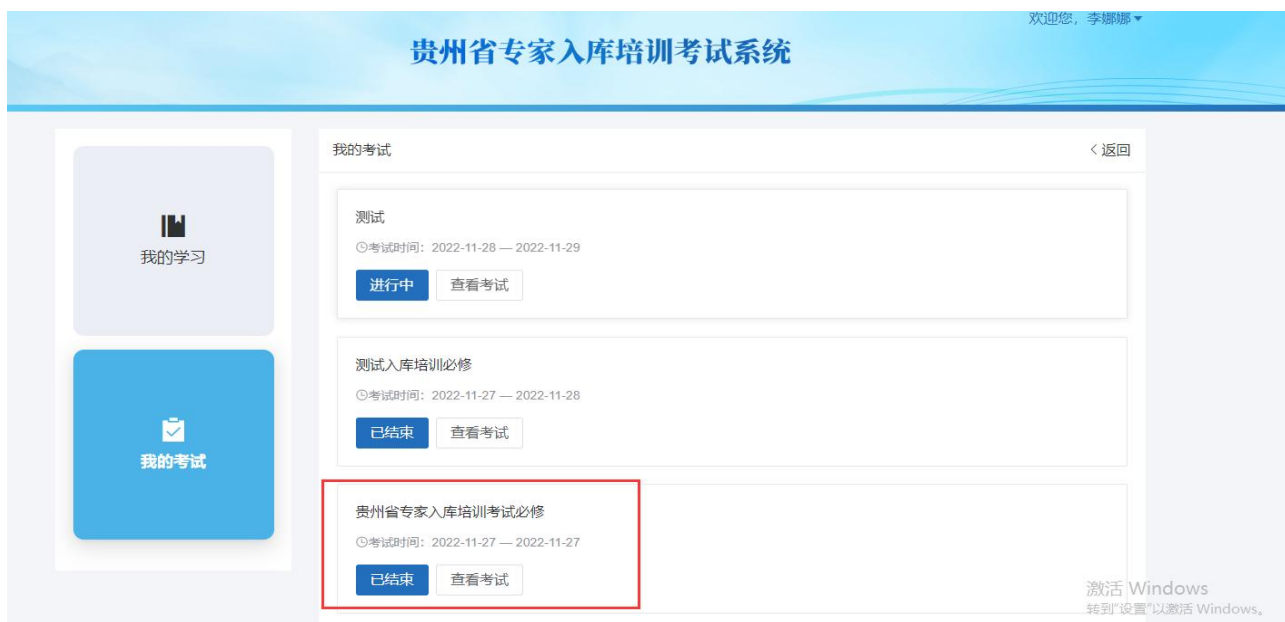 欢迎您，李娜娜
贵州省专家入库培训考试系统
我的学习
我的考试
我的考试
返回
测试
考试时间：2022-11-28 — 2022-11-29
进行中 查看考试
测试入库培训必修
考试时间：2022-11-27 — 2022-11-28
已结束 查看考试
贵州省专家入库培训考试必修
考试时间：2022-11-27 — 2022-11-27
已结束 查看考试
激活 Windows
转到"设置"以激活 Windows。